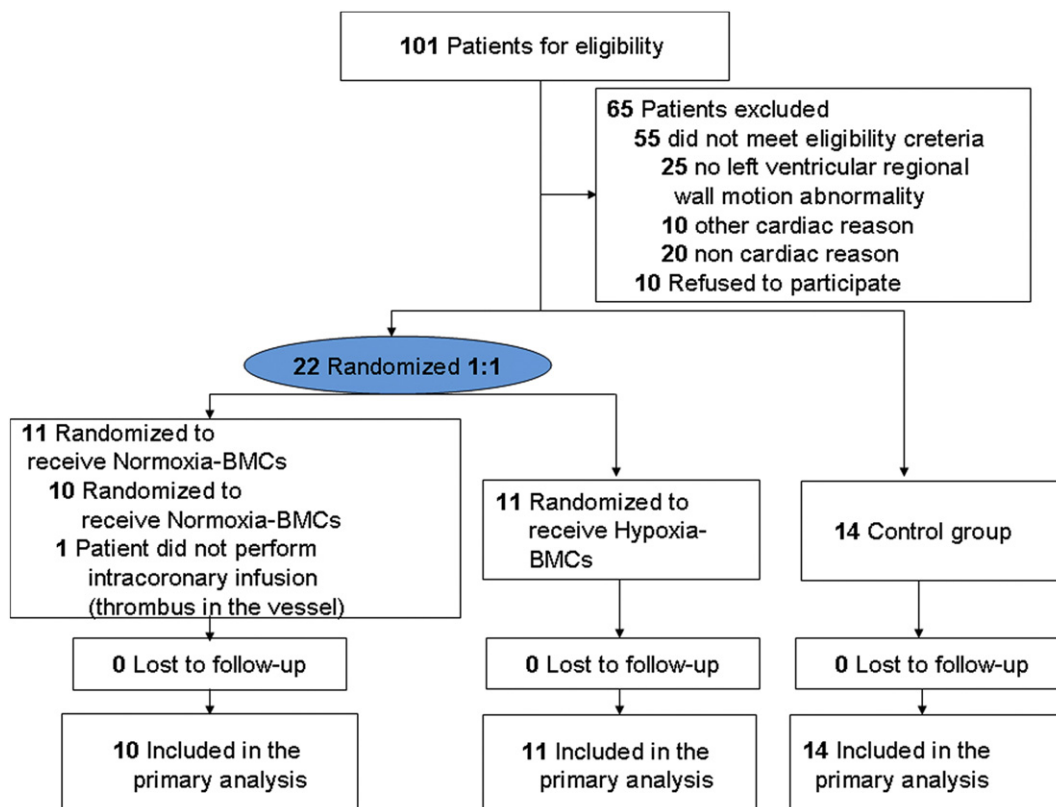 101 Patients for eligibility
65 Patients excluded
55 did not meet eligibility creteria
25 no left ventricular regional
wall motion abnormality
10 other cardiac reason
20 non cardiac reason
10 Refused to participate
22 Randomized 1:1
11 Randomized to
receive Normoxia-BMCs
10 Randomized to
receive Normoxia-BMCs
1 Patient did not perform
intracoronary infusion
(thrombus in the vessel)
11 Randomized to
receive Hypoxia-
BMCs
14 Control group
0 Lost to follow-up
0 Lost to follow-up
0 Lost to follow-up
10 Included in the
primary analysis
11 Included in the
primary analysis
14 Included in the
primary analysis